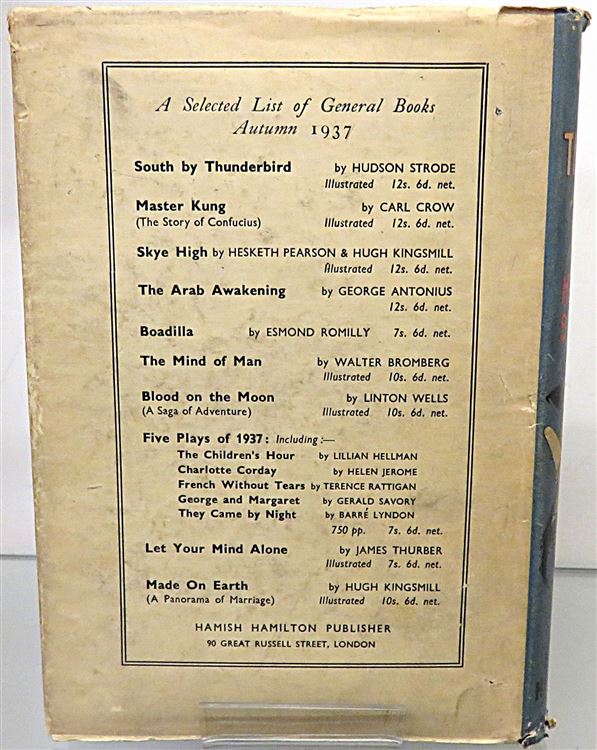 A Selected List of General Books
Autumn 1937
South by Thunderbird by HUDSON STRODE
Illustrated 12s. 6d. net.
Master Kung by CARL CROW
(The Story of Confucius) Illustrated 12s. 6d. net.
Skye High by HESKETH PEARSON & HUGH KINGSMILL
Illustrated 12s. 6d. net.
The Arab Awakening by GEORGE ANTONIUS
12s. 6d. net.
Boadilla by ESMOND ROMILLY 7s. 6d. net.
The Mind of Man by WALTER BROMBERG
Illustrated 10s. 6d. net.
Blood on the Moon by LINTON WELLS
(A Saga of Adventure) Illustrated 10s. 6d. net.
Five Plays of 1937: Including:—
The Children's Hour by LILLIAN HELLMAN
Charlotte Corday by HELEN JEROME
French Without Tears by TERENCE RATTIGAN
George and Margaret by GERALD SAVORY
They Came by Night by BARRÉ LYNDON
750 pp. 7s. 6d. net.
Let Your Mind Alone by JAMES THURBER
Illustrated 7s. 6d. net.
Made On Earth by HUGH KINGSMILL
(A Panorama of Marriage) Illustrated 10s. 6d. net.
HAMISH HAMILTON PUBLISHER
90 GREAT RUSSELL STREET, LONDON